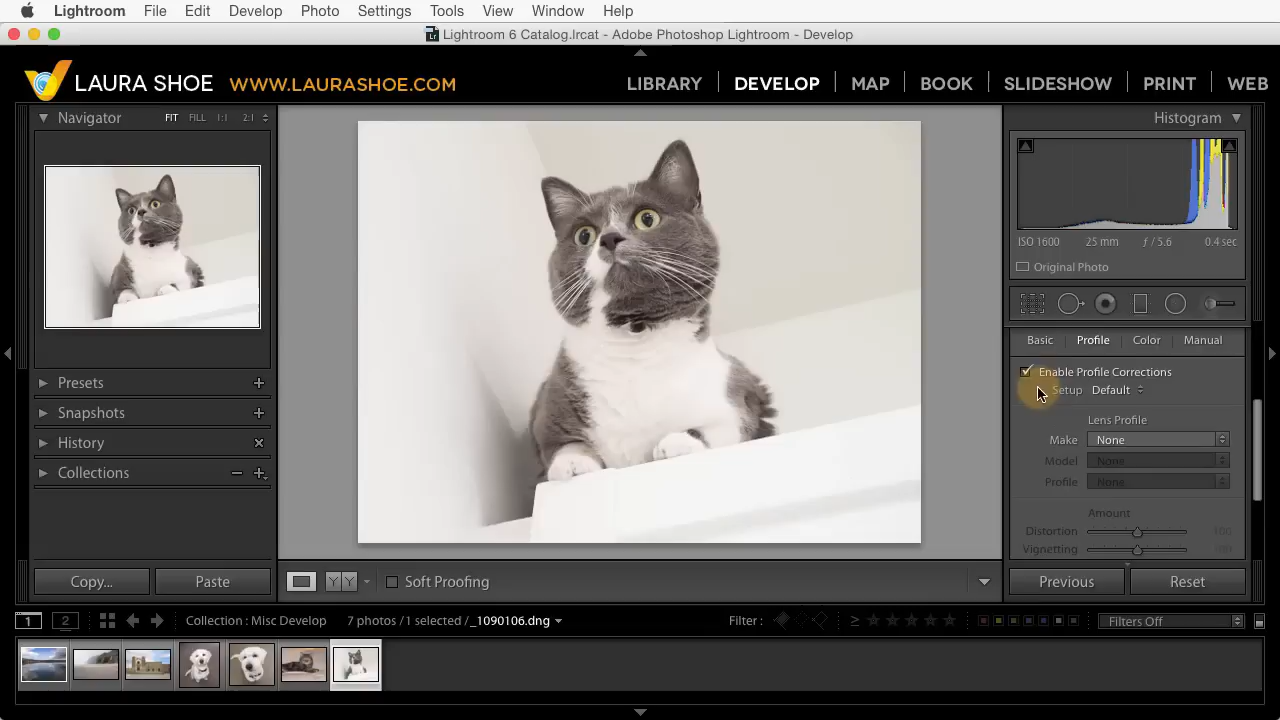 Lightroom File Edit Develop Photo Settings Tools View Window Help
Lr Lightroom 6 Catalog.lrcat - Adobe Photoshop Lightroom - Develop
LAURA SHOE WWW.LAURASHOE.COM LIBRARY | DEVELOP | MAP | BOOK | SLIDESHOW | PRINT | WEB
Navigator FIT FILL 1:1 2:1
Presets
Snapshots
History
Collections
Copy... Paste
YY Soft Proofing
Histogram
ISO 1600 25 mm ƒ / 5.6 0.4 sec
Original Photo
Basic Profile Color Manual
Enable Profile Corrections
Setup Default
Lens Profile
Make None
Model None
Profile None
Amount
Distortion 100
Vignetting 100
Previous Reset
1 2 Collection : Misc Develop 7 photos / 1 selected / _1090106.dng Filter : ≥ Filters Off